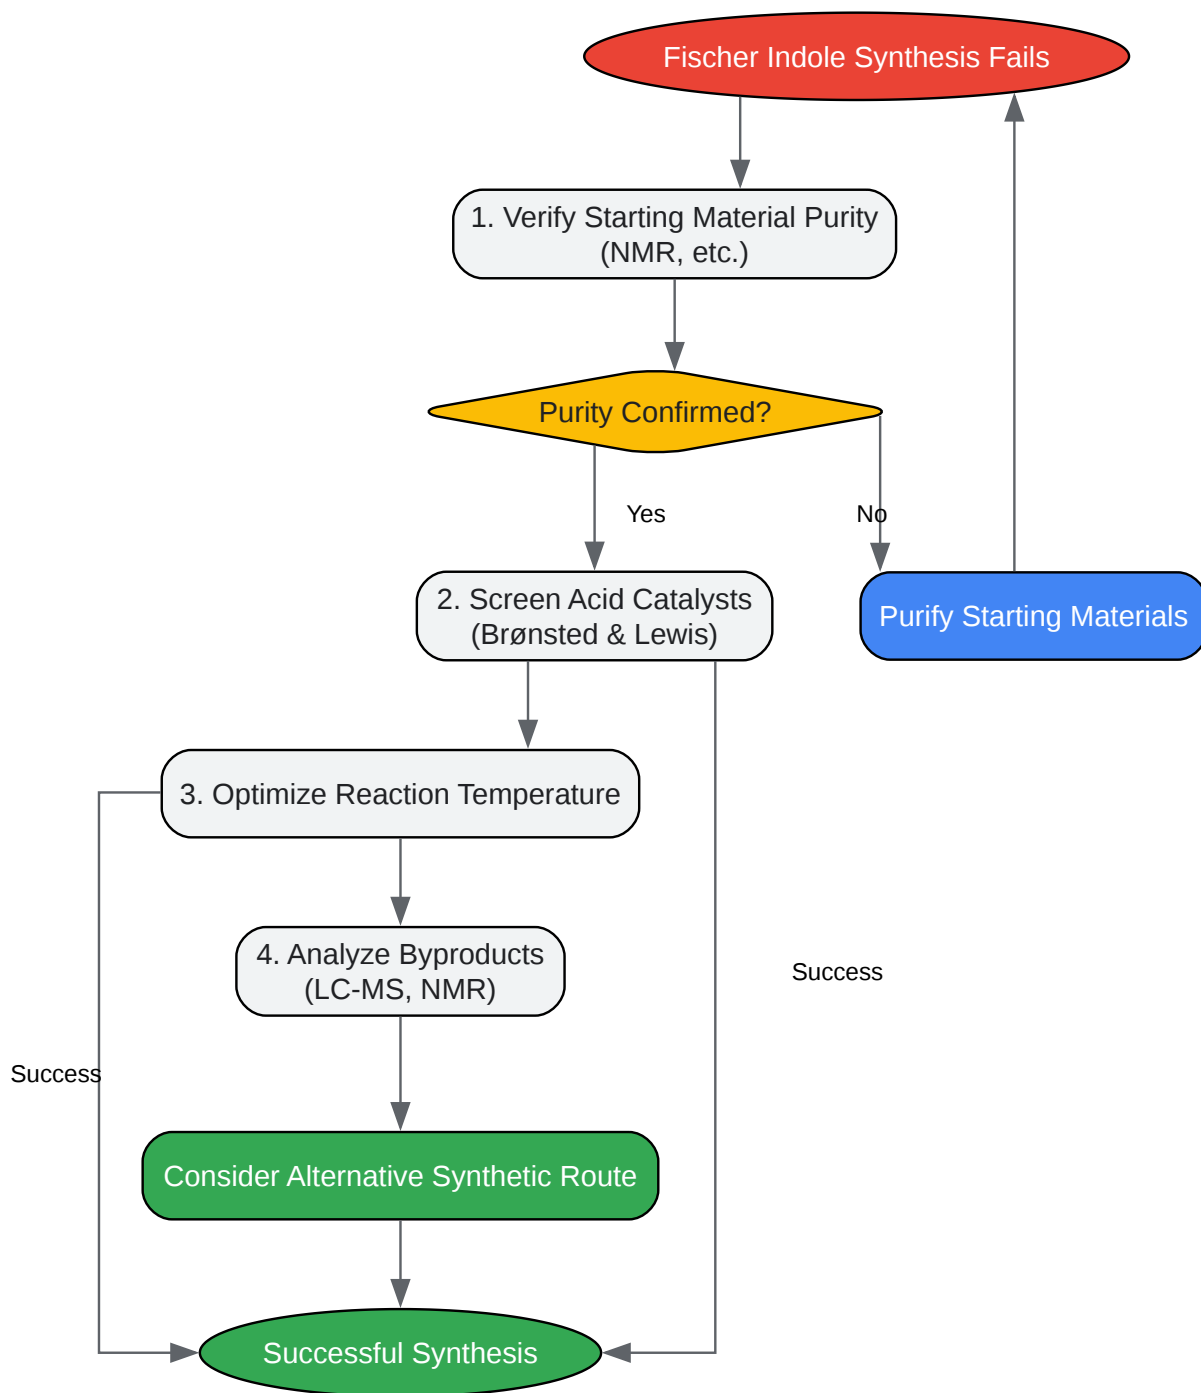 Fischer Indole Synthesis Fails
1. Verify Starting Material Purity
(NMR, etc.)
Purity Confirmed?
Yes
No
2. Screen Acid Catalysts
(Brønsted & Lewis)
Purify Starting Materials
3. Optimize Reaction Temperature
4. Analyze Byproducts
(LC-MS, NMR)
Success
Success
Consider Alternative Synthetic Route
Successful Synthesis